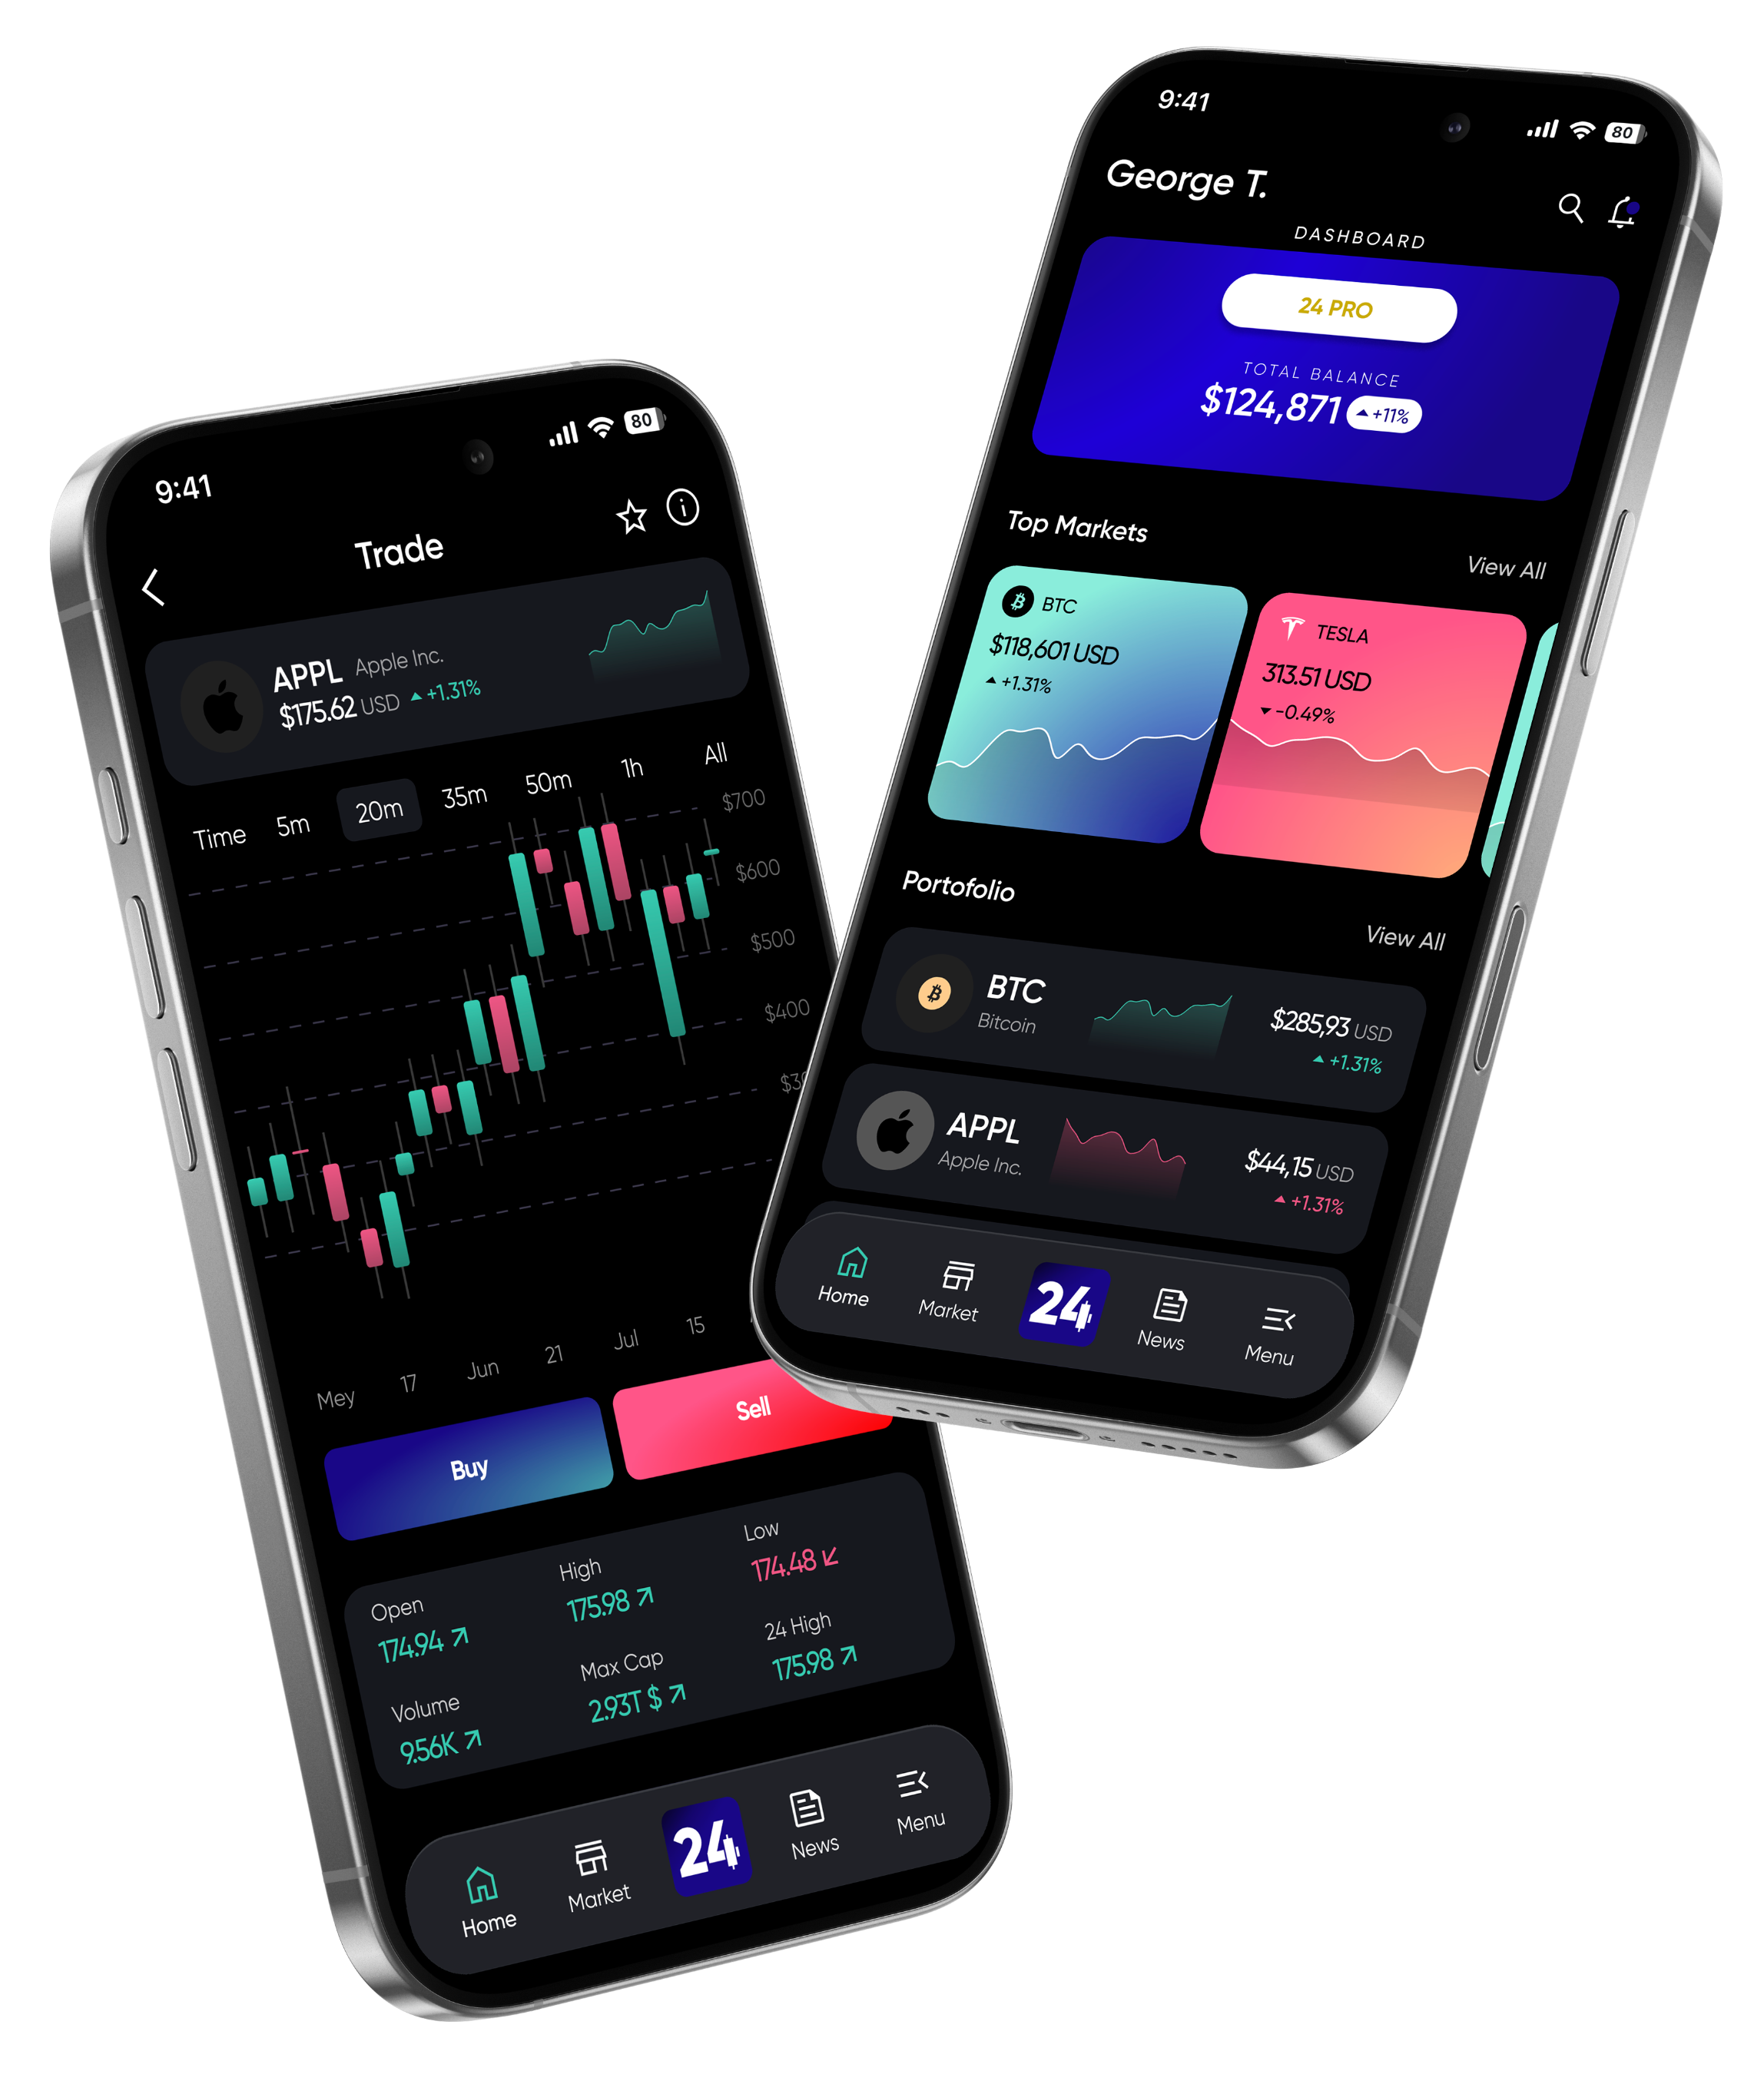 9:41
80
Trade
APPL Apple Inc.
$175.62 USD +1.31%
Time 5m 20m 35m 50m 1h All
$700
$600
$500
$400
Mey 17 Jun 21 Jul 15
Buy
Sell
Open High Low
174.94 175.98 174.48
Volume Max Cap 24 High
9.56K 2.93T $ 175.98
Home Market 24 News Menu
9:41
80
George T.
DASHBOARD
24 PRO
TOTAL BALANCE
$124,871 +11%
Top Markets
View All
BTC
$118,601 USD
+1.31%
TESLA
313.51 USD
-0.49%
Portofolio
View All
BTC
Bitcoin
$285,93 USD
+1.31%
APPL
Apple Inc.
$44,15 USD
+1.31%
Home Market 24 News Menu